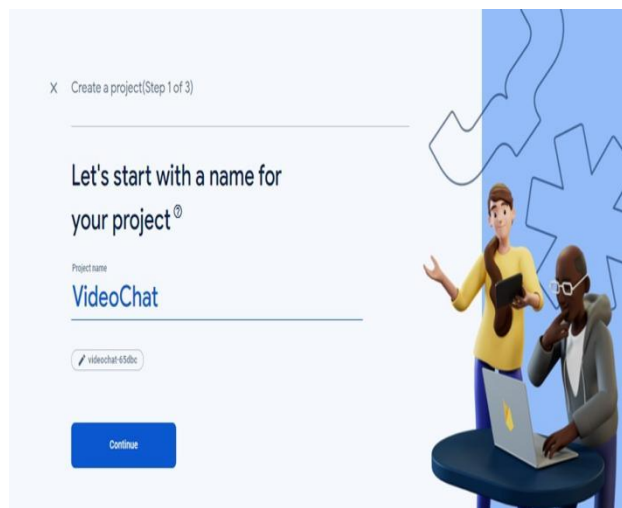 Create a project(Step 1 of 3)
Let's start with a name for
your project
Project name
VideoChat
videochat-65dbc
Continue